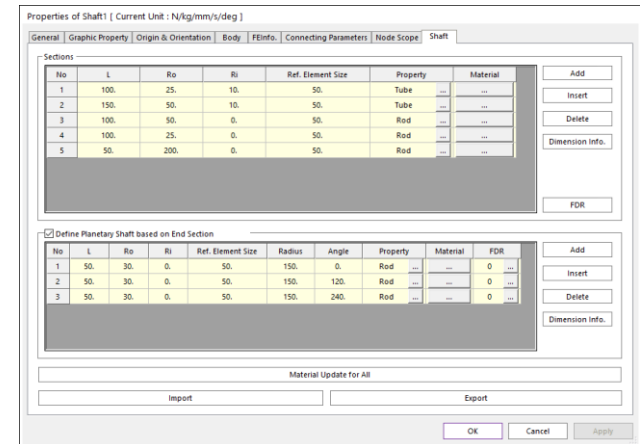 Properties of Shaft1 [ Current Unit : N/kg/mm/s/deg ]
General Graphic Property Origin & Orientation Body FEInfo. Connecting Parameters Node Scope Shaft
Sections
No L Ro Ri Ref. Element Size Property Material
1 100. 25. 10. 50. Tube ... ...
2 150. 50. 10. 50. Tube ... ...
3 100. 50. 0. 50. Rod ... ...
4 100. 25. 0. 50. Rod ... ...
5 50. 200. 0. 50. Rod ... ...
Add
Insert
Delete
Dimension Info.
FDR
Define Planetary Shaft based on End Section
No L Ro Ri Ref. Element Size Radius Angle Property Material FDR
1 50. 30. 0. 50. 150. 0. Rod ... ... 0 ...
2 50. 30. 0. 50. 150. 120. Rod ... ... 0 ...
3 50. 30. 0. 50. 150. 240. Rod ... ... 0 ...
Add
Insert
Delete
Dimension Info.
Material Update for All
Import Export
OK Cancel Apply